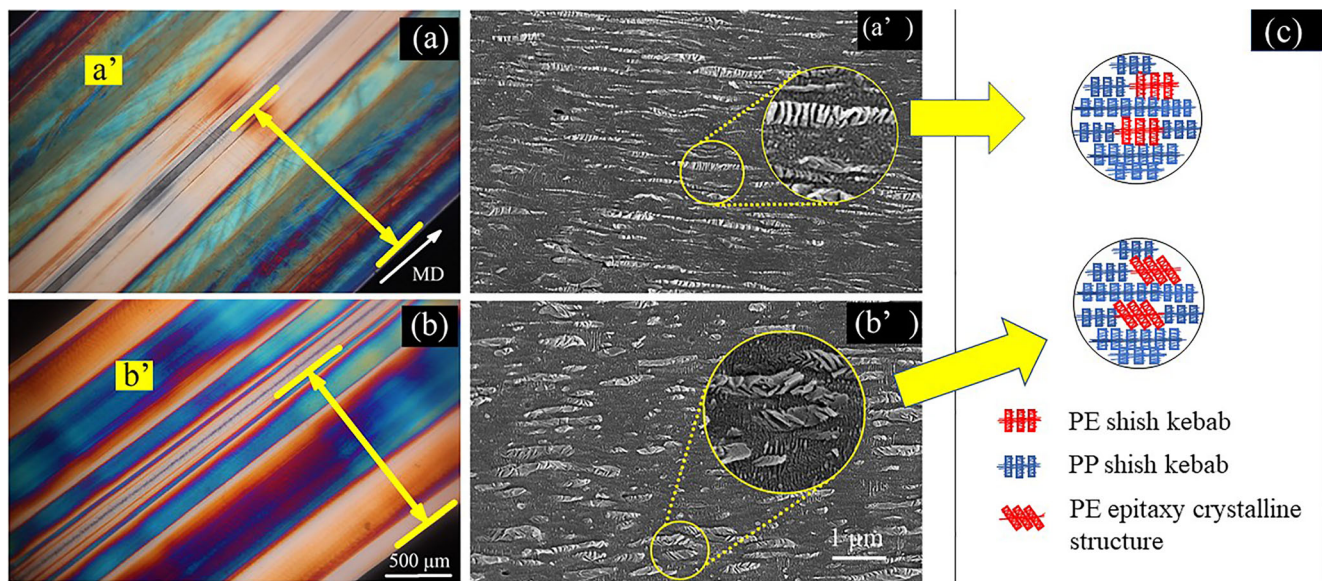 (a)
a’
MD
(a’ )
(c)
(b)
b’
500 μm
(b’ )
1 μm
PE shish kebab
PP shish kebab
PE epitaxy crystalline
structure